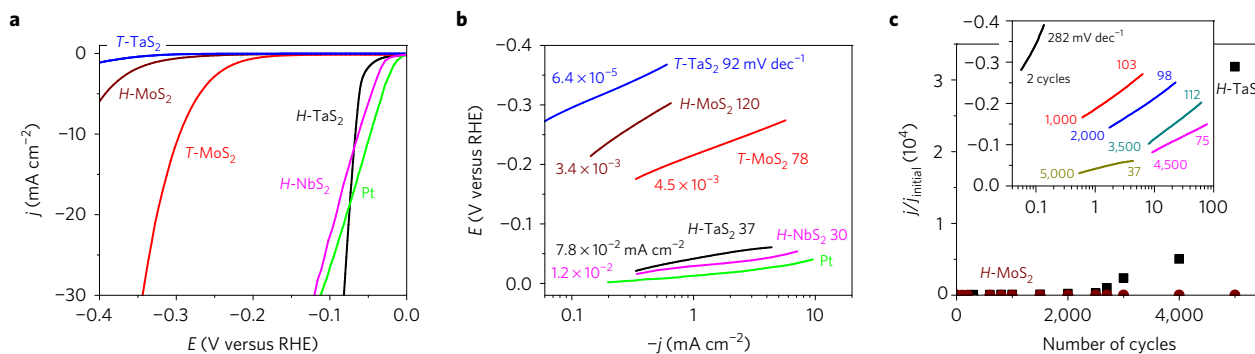 a
T-TaS₂
H-MoS₂
T-MoS₂
H-TaS₂
H-NbS₂
Pt
0
−10
−20
−30
j (mA cm⁻²)
−0.4
−0.3
−0.2
−0.1
0.0
E (V versus RHE)
b
−0.4
−0.3
−0.2
−0.1
0.0
E (V versus RHE)
6.4 × 10⁻⁵
T-TaS₂ 92 mV dec⁻¹
H-MoS₂ 120
3.4 × 10⁻³
T-MoS₂ 78
4.5 × 10⁻³
H-TaS₂ 37
7.8 × 10⁻² mA cm⁻²
H-NbS₂ 30
1.2 × 10⁻²
Pt
0.1
1
10
−j (mA cm⁻²)
c
3
2
1
0
j/j_initial (10⁴)
−0.4
−0.3
−0.2
−0.1
0.0
282 mV dec⁻¹
2 cycles
103
1,000
98
2,000
112
3,500
75
4,500
5,000
37
0.1
1
10
100
H-TaS
H-MoS₂
0
2,000
4,000
Number of cycles